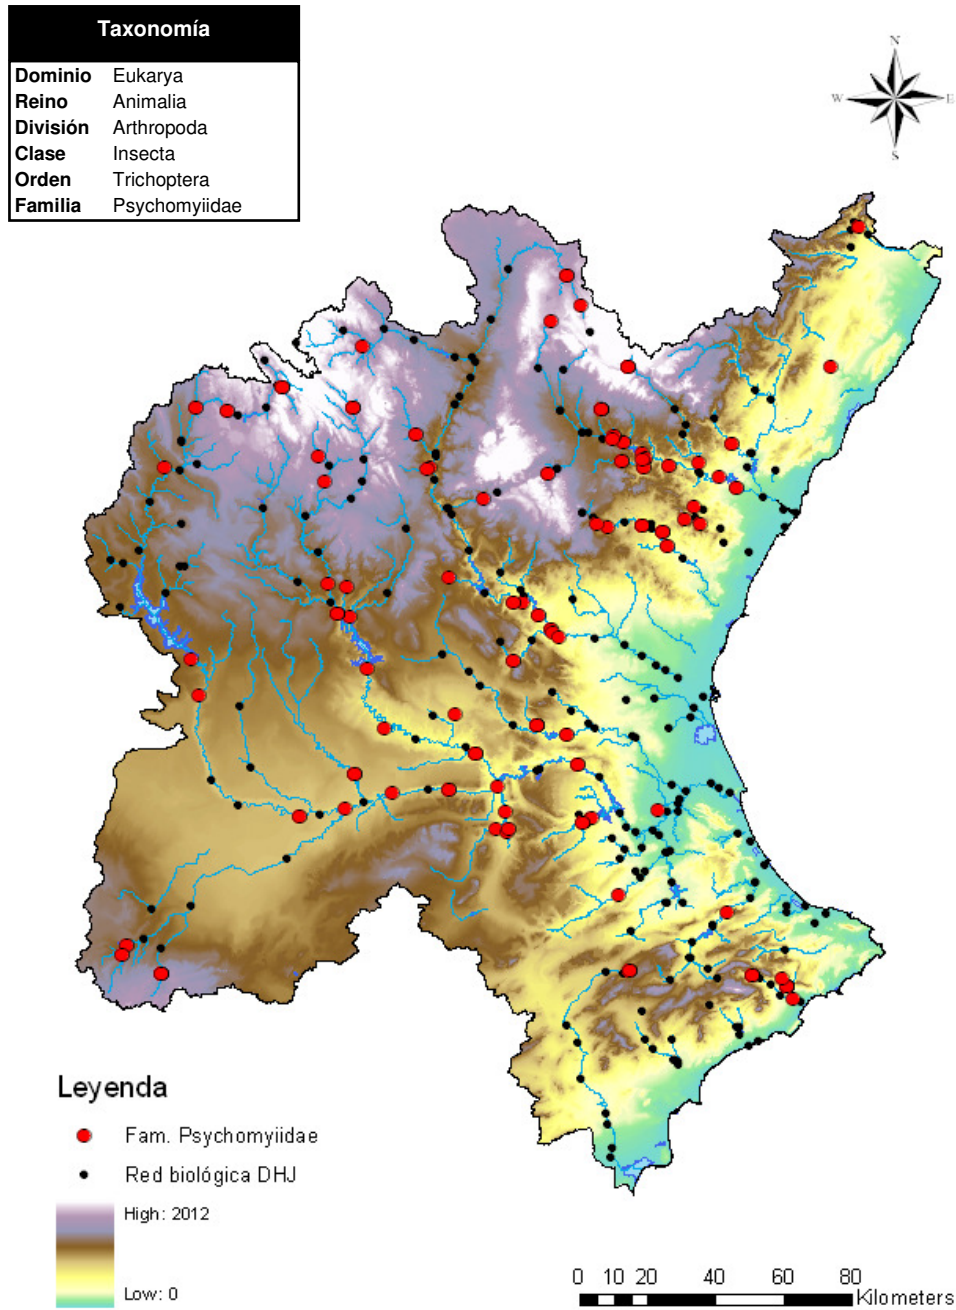 Taxonomía
Dominio Eukarya
Reino Animalia
División Arthropoda
Clase Insecta
Orden Trichoptera
Familia Psychomyiidae
N
W E
S
Leyenda
Fam. Psychomyiidae
Red biológica DHJ
High: 2012
Low: 0
0 10 20 40 60 80
Kilometers